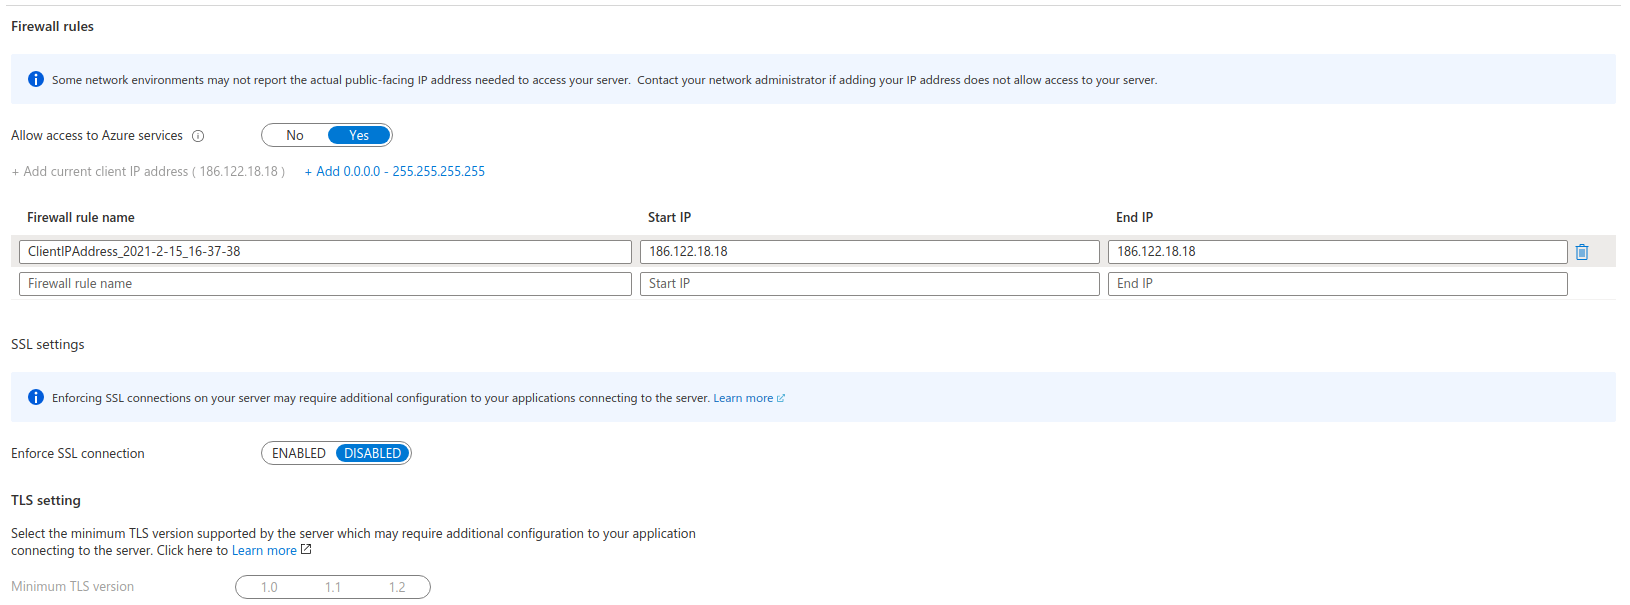 Firewall rules
Some network environments may not report the actual public-facing IP address needed to access your server. Contact your network administrator if adding your IP address does not allow access to your server.
Allow access to Azure services No Yes
+ Add current client IP address ( 186.122.18.18 ) + Add 0.0.0.0 - 255.255.255.255
Firewall rule name Start IP End IP
ClientIPAddress_2021-2-15_16-37-38 186.122.18.18 186.122.18.18
Firewall rule name Start IP End IP
SSL settings
Enforcing SSL connections on your server may require additional configuration to your applications connecting to the server. Learn more
Enforce SSL connection ENABLED DISABLED
TLS setting
Select the minimum TLS version supported by the server which may require additional configuration to your application
connecting to the server. Click here to Learn more
Minimum TLS version 1.0 1.1 1.2